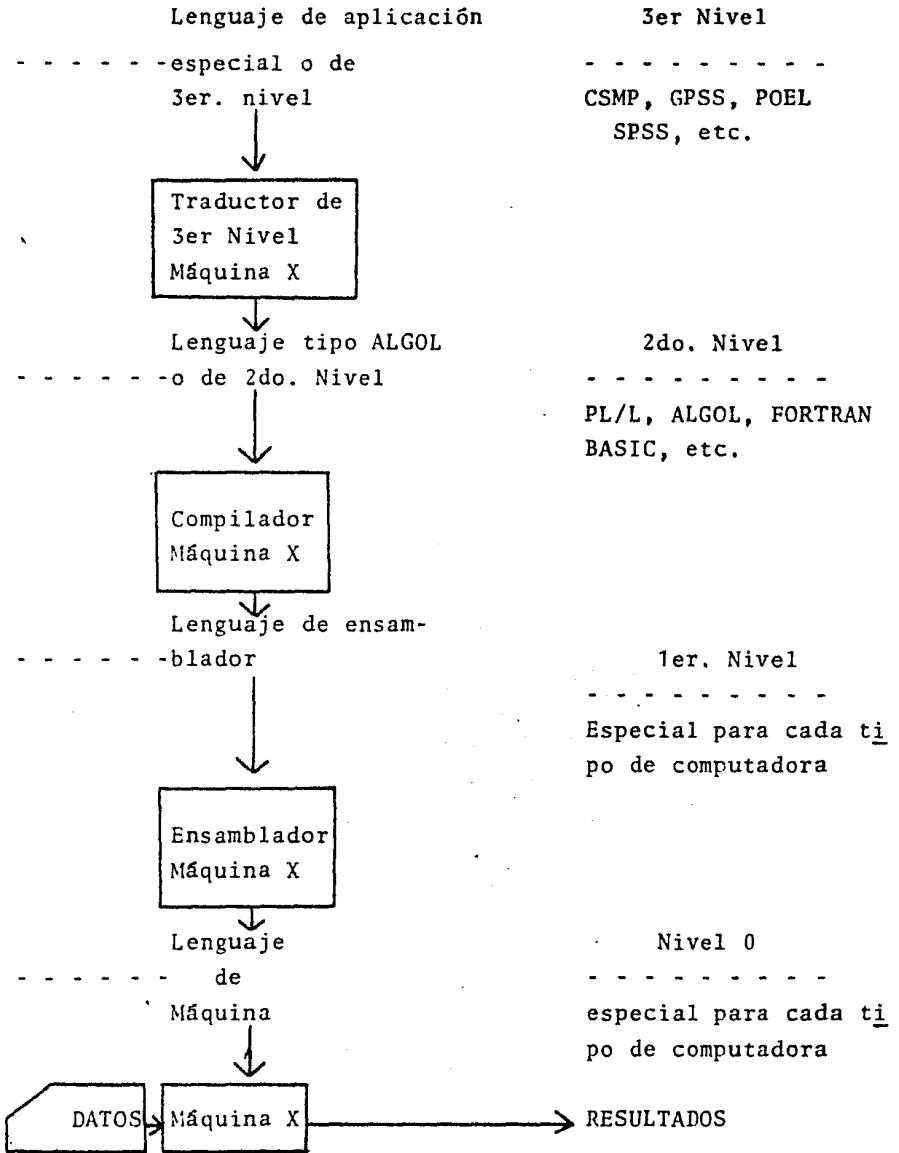 Lenguaje de aplicación 3er Nivel
especial o de
3er. nivel CSMP, GPSS, POEL
SPSS, etc.
Traductor de
3er Nivel
Máquina X
Lenguaje tipo ALGOL 2do. Nivel
o de 2do. Nivel
PL/L, ALGOL, FORTRAN
BASIC, etc.
Compilador
Máquina X
Lenguaje de ensam-
blador 1er. Nivel
Especial para cada ti
po de computadora
Ensamblador
Máquina X
Lenguaje Nivel 0
de
Máquina especial para cada ti
po de computadora
DATOS Máquina X RESULTADOS